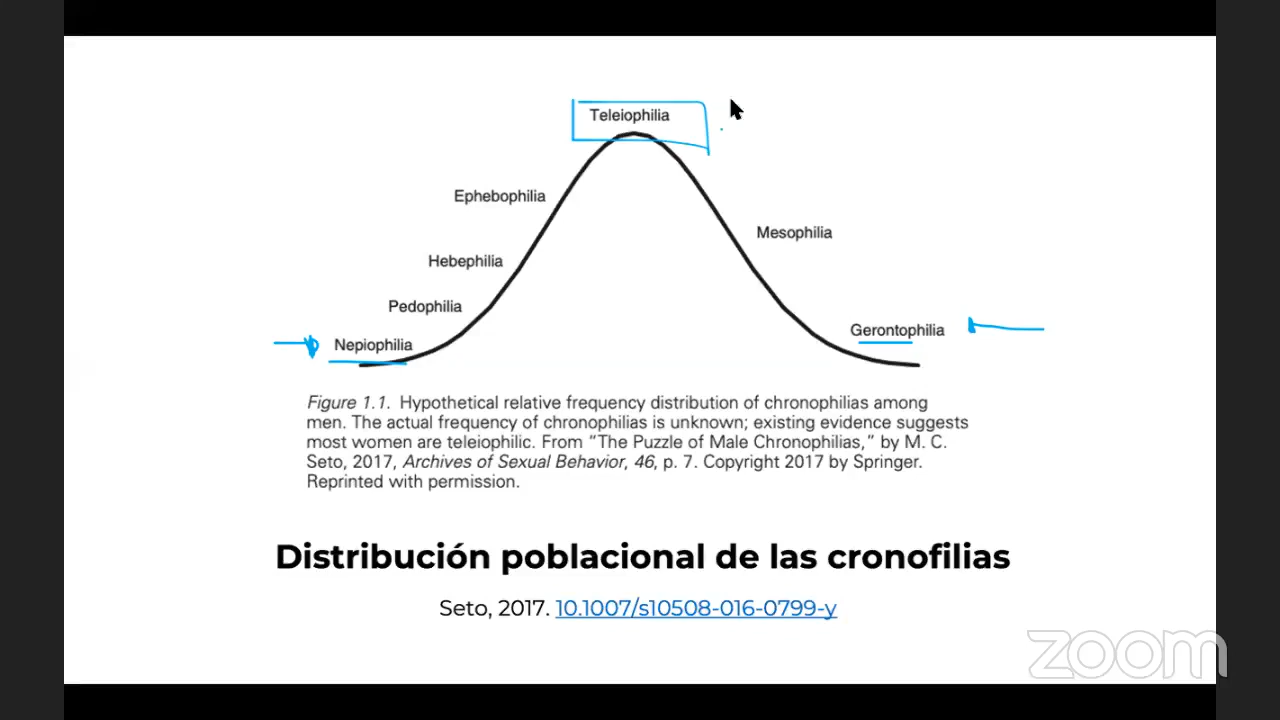 Teleiophilia
Ephebophilia
Mesophilia
Hebephilia
Pedophilia
Gerontophilia
Nepiophilia
Figure 1.1. Hypothetical relative frequency distribution of chronophilias among
men. The actual frequency of chronophilias is unknown; existing evidence suggests
most women are teleiophilic. From “The Puzzle of Male Chronophilias,” by M. C.
Seto, 2017, Archives of Sexual Behavior, 46, p. 7. Copyright 2017 by Springer.
Reprinted with permission.
Distribución poblacional de las cronofilias
Seto, 2017. 10.1007/s10508-016-0799-y
zoom